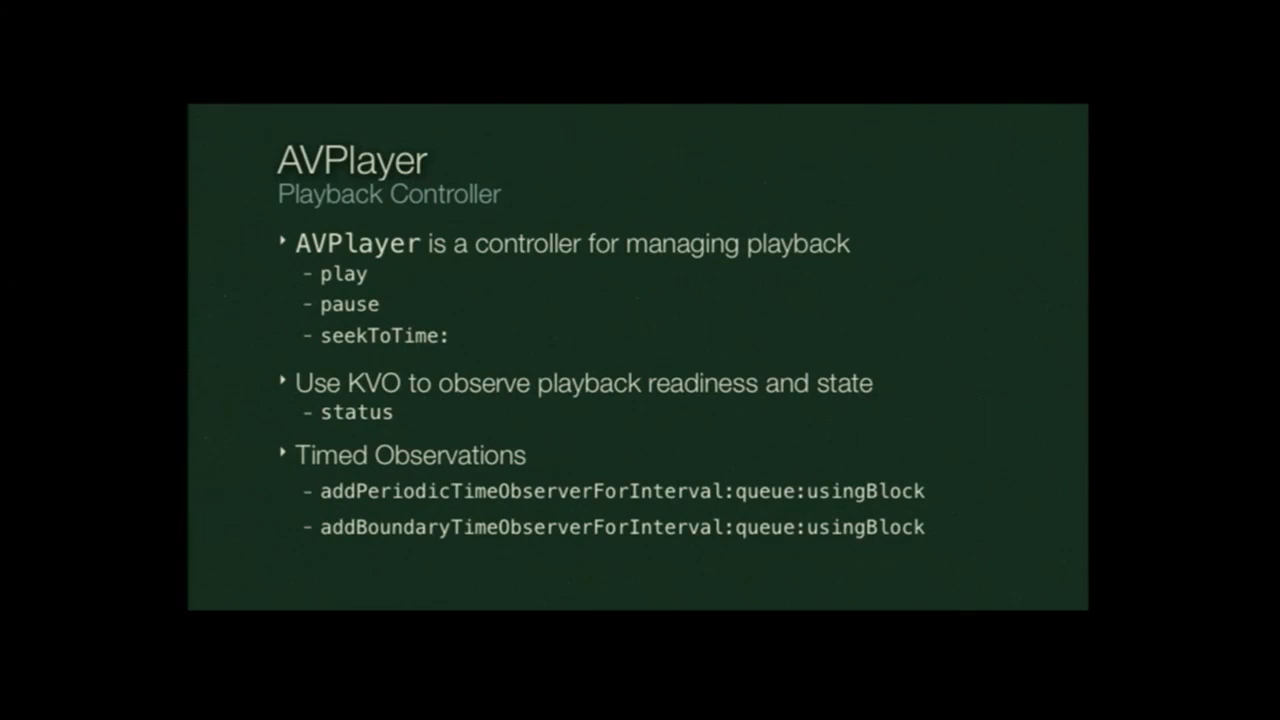 AVPlayer
Playback Controller
‣ AVPlayer is a controller for managing playback
- play
- pause
- seekToTime:
‣ Use KVO to observe playback readiness and state
- status
‣ Timed Observations
- addPeriodicTimeObserverForInterval:queue:usingBlock
- addBoundaryTimeObserverForInterval:queue:usingBlock